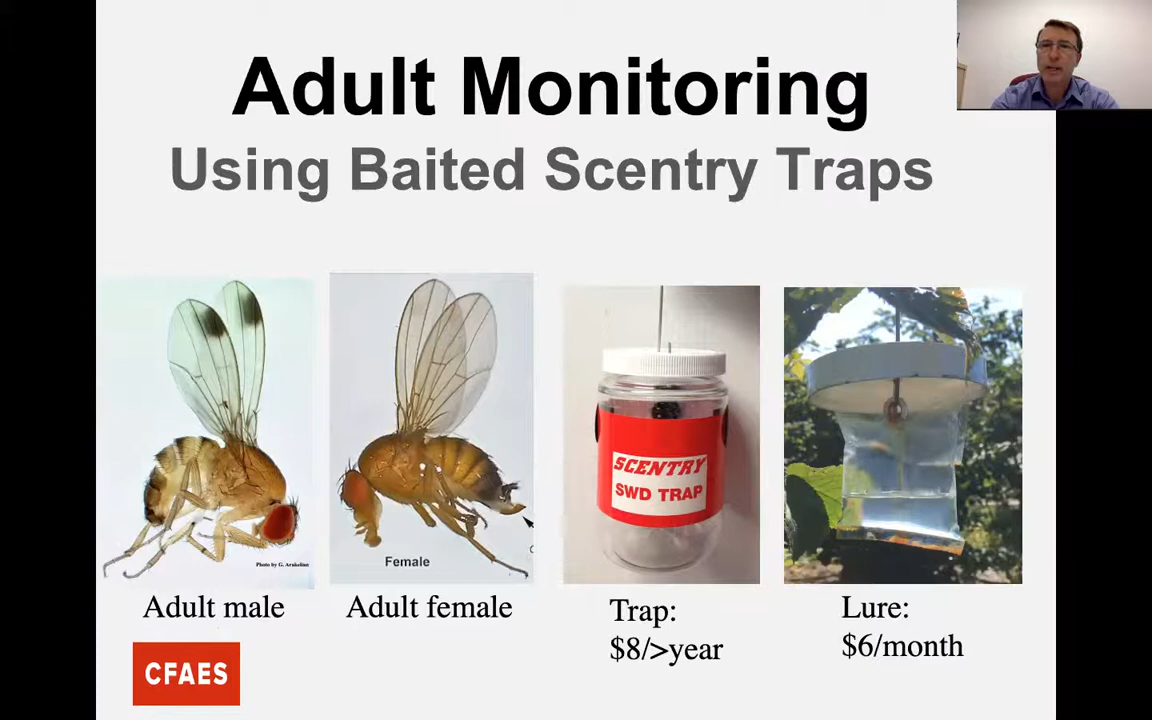 Adult Monitoring
Using Baited Scentry Traps
SCENTRY
SWD TRAP
Photo by G. Arakelian
Female
Adult male
Adult female
Trap:
$8/>year
Lure:
$6/month
CFAES